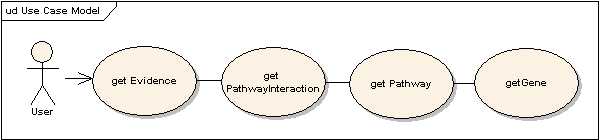 ud Use Case Model
User
get Evidence
get
PathwayInteraction
get Pathway
getGene